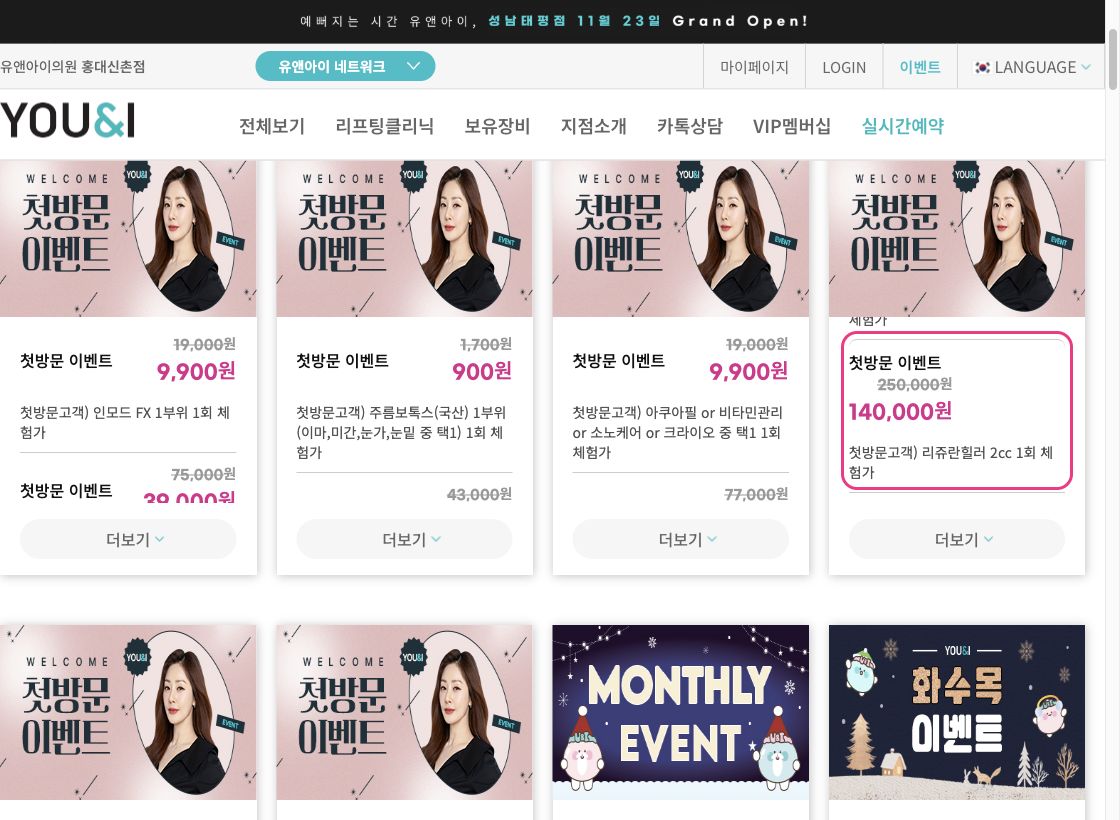 예뻐지는 시간 유앤아이, 성남태평점 11월 23일 Grand Open!
유앤아이의원 홍대신촌점
유앤아이 네트워크
마이페이지
LOGIN
이벤트
LANGUAGE
YOU&I
전체보기
리프팅클리닉
보유장비
지점소개
카톡상담
VIP멤버십
실시간예약
WELCOME
YOU&I
첫방문
이벤트
EVENT
WELCOME
YOU&I
첫방문
이벤트
EVENT
WELCOME
YOU&I
첫방문
이벤트
EVENT
WELCOME
YOU&I
첫방문
이벤트
EVENT
첫방문 이벤트
19,000원
9,900원
첫방문고객) 인모드 FX 1부위 1회 체
험가
첫방문 이벤트
75,000원
39,000원
더보기
첫방문 이벤트
1,700원
900원
첫방문고객) 주름보톡스(국산) 1부위
(이마,미간,눈가,눈밑 중 택1) 1회 체
험가
43,000원
더보기
첫방문 이벤트
19,000원
9,900원
첫방문고객) 아쿠아필 or 비타민관리
or 소노케어 or 크라이오 중 택1 1회
체험가
77,000원
더보기
체험가
첫방문 이벤트
250,000원
140,000원
첫방문고객) 리쥬란힐러 2cc 1회 체
험가
더보기
WELCOME
YOU&I
첫방문
이벤트
EVENT
WELCOME
YOU&I
첫방문
이벤트
EVENT
MONTHLY
EVENT
YOU&I
화수목
이벤트